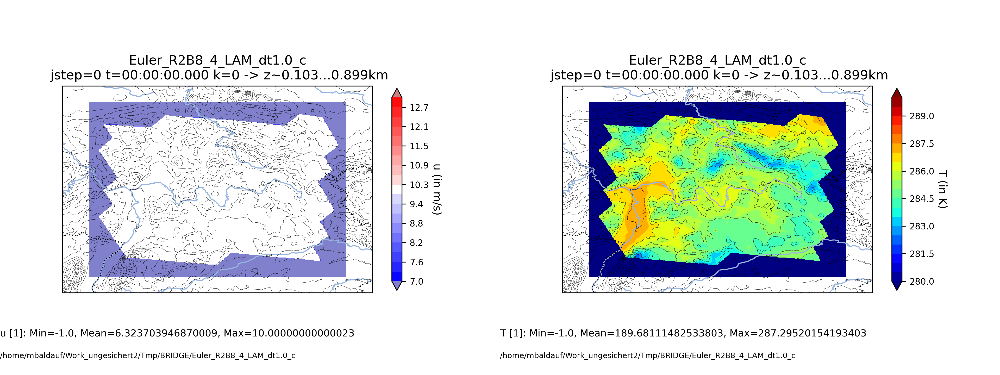 Euler_R2B8_4_LAM_dt1.0_c
jstep=0 t=00:00:00.000 k=0 -> z~0.103...0.899km
12.7
12.1
11.5
10.9
10.3
9.4
8.8
8.2
7.6
7.0
u (in m/s)
u [1]: Min=-1.0, Mean=6.323703946870009, Max=10.00000000000023
/home/mbaldauf/Work_ungesichert2/Tmp/BRIDGE/Euler_R2B8_4_LAM_dt1.0_c
Euler_R2B8_4_LAM_dt1.0_c
jstep=0 t=00:00:00.000 k=0 -> z~0.103...0.899km
289.0
287.5
286.0
284.5
283.0
281.5
280.0
T (in K)
T [1]: Min=-1.0, Mean=189.68111482533803, Max=287.29520154193403
/home/mbaldauf/Work_ungesichert2/Tmp/BRIDGE/Euler_R2B8_4_LAM_dt1.0_c